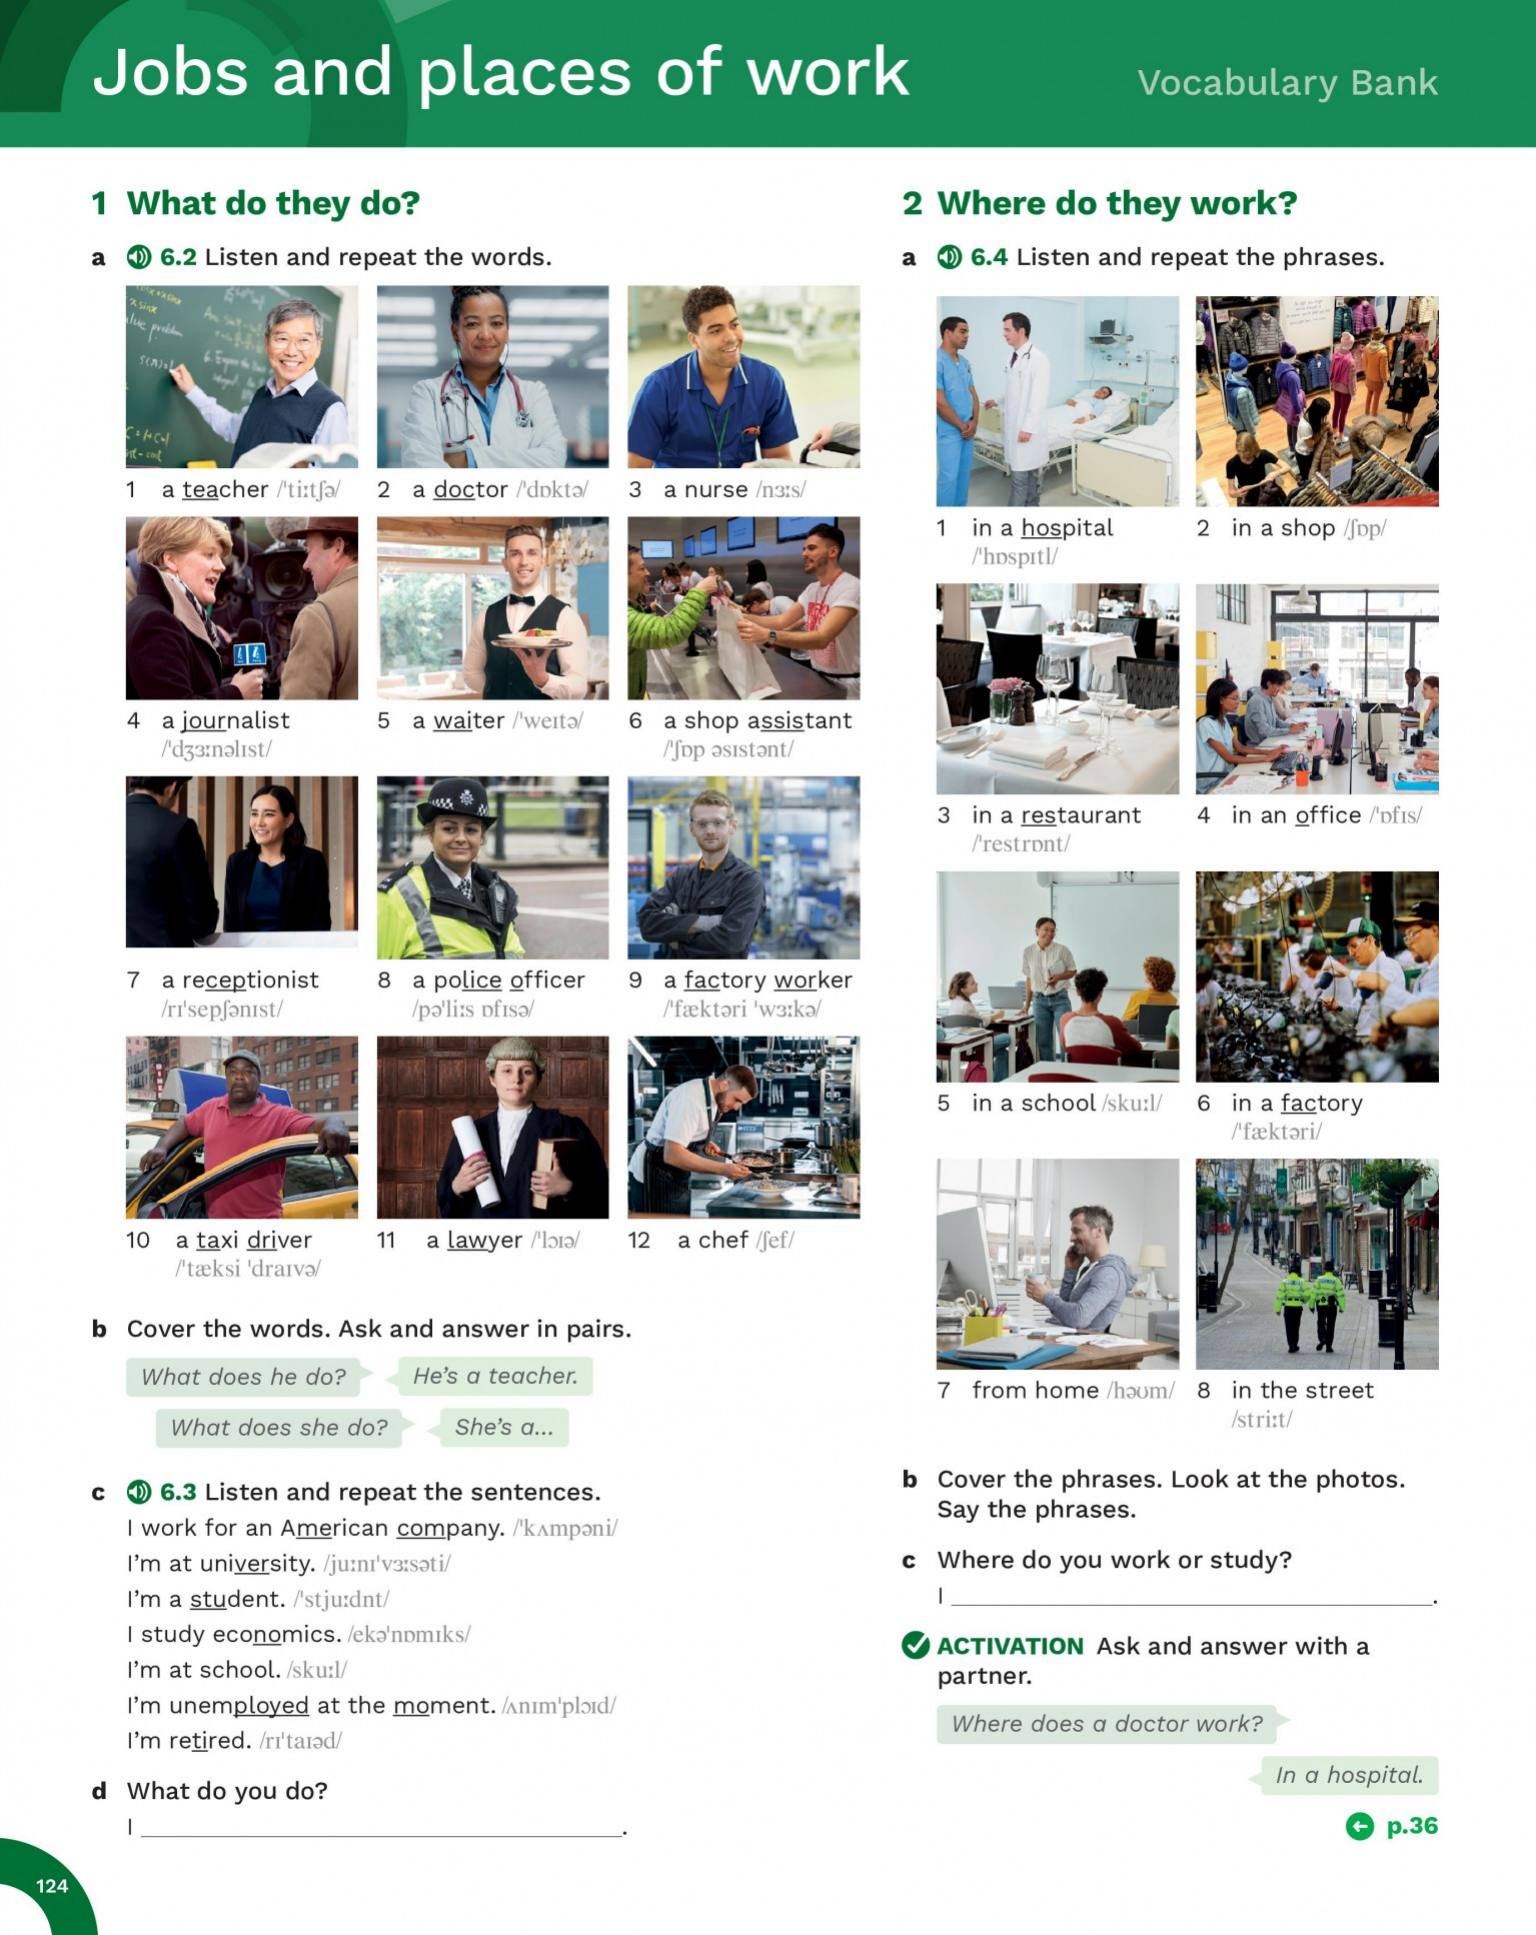 Jobs and places of work
Vocabulary Bank
1 What do they do?
a 6.2 Listen and repeat the words.
1 a teacher /ˈtiːtʃə/
2 a doctor /ˈdɒktə/
3 a nurse /nɜːs/
4 a journalist
/ˈdʒɜːnəlɪst/
5 a waiter /ˈweɪtə/
6 a shop assistant
/ˈʃɒp əsɪstənt/
7 a receptionist
/rɪˈsepʃənɪst/
8 a police officer
/pəˈliːs ɒfɪsə/
9 a factory worker
/ˈfæktəri ˈwɜːkə/
10 a taxi driver
/ˈtæksi ˈdraɪvə/
11 a lawyer /ˈlɔɪə/
12 a chef /ʃef/
b Cover the words. Ask and answer in pairs.
What does he do?
He's a teacher.
What does she do?
She's a...
c 6.3 Listen and repeat the sentences.
I work for an American company. /ˈkʌmpəni/
I'm at university. /juːnɪˈvɜːsəti/
I'm a student. /ˈstjuːdnt/
I study economics. /ekəˈnɒmɪks/
I'm at school. /skuːl/
I'm unemployed at the moment. /ʌnɪmˈplɔɪd/
I'm retired. /rɪˈtaɪəd/
d What do you do?
I ______________________________.
2 Where do they work?
a 6.4 Listen and repeat the phrases.
1 in a hospital
/ˈhɒspɪtl/
2 in a shop /ʃɒp/
3 in a restaurant
/ˈrestrɒnt/
4 in an office /ˈɒfɪs/
5 in a school /skuːl/
6 in a factory
/ˈfæktəri/
7 from home /həʊm/
8 in the street
/striːt/
b Cover the phrases. Look at the photos.
Say the phrases.
c Where do you work or study?
I ______________________________.
ACTIVATION Ask and answer with a
partner.
Where does a doctor work?
In a hospital.
p.36
124